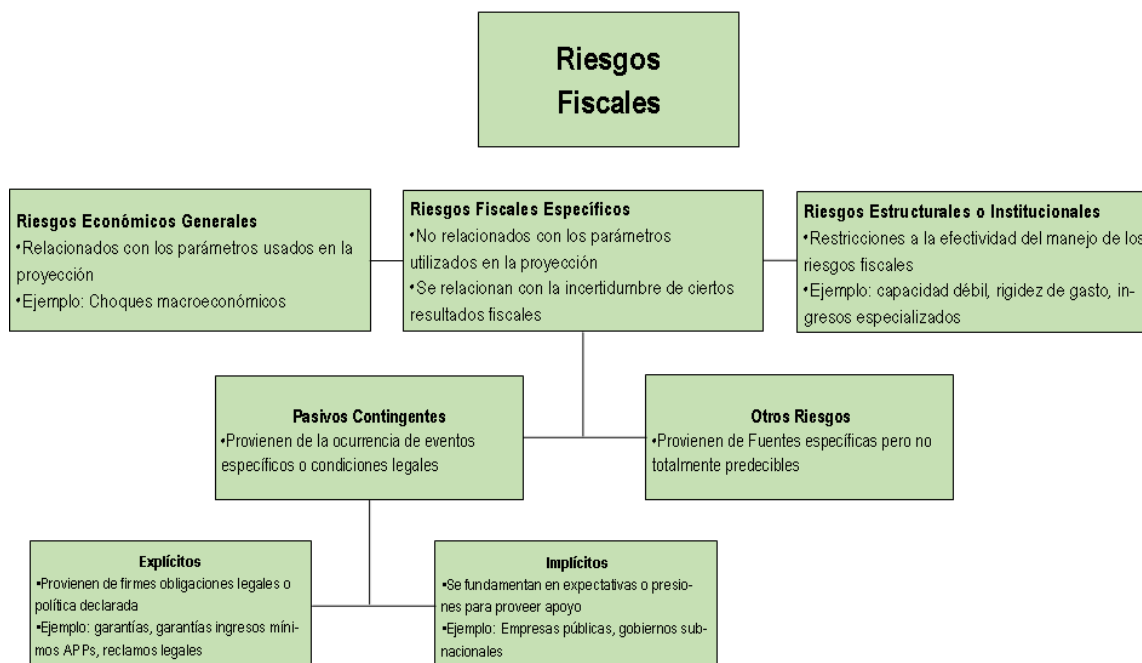 Riesgos
Fiscales
Riesgos Económicos Generales
•Relacionados con los parámetros usados en la
proyección
•Ejemplo: Choques macroeconómicos
Riesgos Fiscales Específicos
•No relacionados con los parámetros
utilizados en la proyección
•Se relacionan con la incertidumbre de ciertos
resultados fiscales
Riesgos Estructurales o Institucionales
•Restricciones a la efectividad del manejo de los
riesgos fiscales
•Ejemplo: capacidad débil, rigidez de gasto, in-
gresos especializados
Pasivos Contingentes
•Provienen de la ocurrencia de eventos
específicos o condiciones legales
Otros Riesgos
•Provienen de Fuentes específicas pero no
totalmente predecibles
Explícitos
▪Provienen de firmes obligaciones legales o
política declarada
▪Ejemplo: garantías, garantías ingresos míni-
mos APPs, reclamos legales
Implícitos
▪Se fundamentan en expectativas o presio-
nes para proveer apoyo
▪Ejemplo: Empresas públicas, gobiernos sub-
nacionales